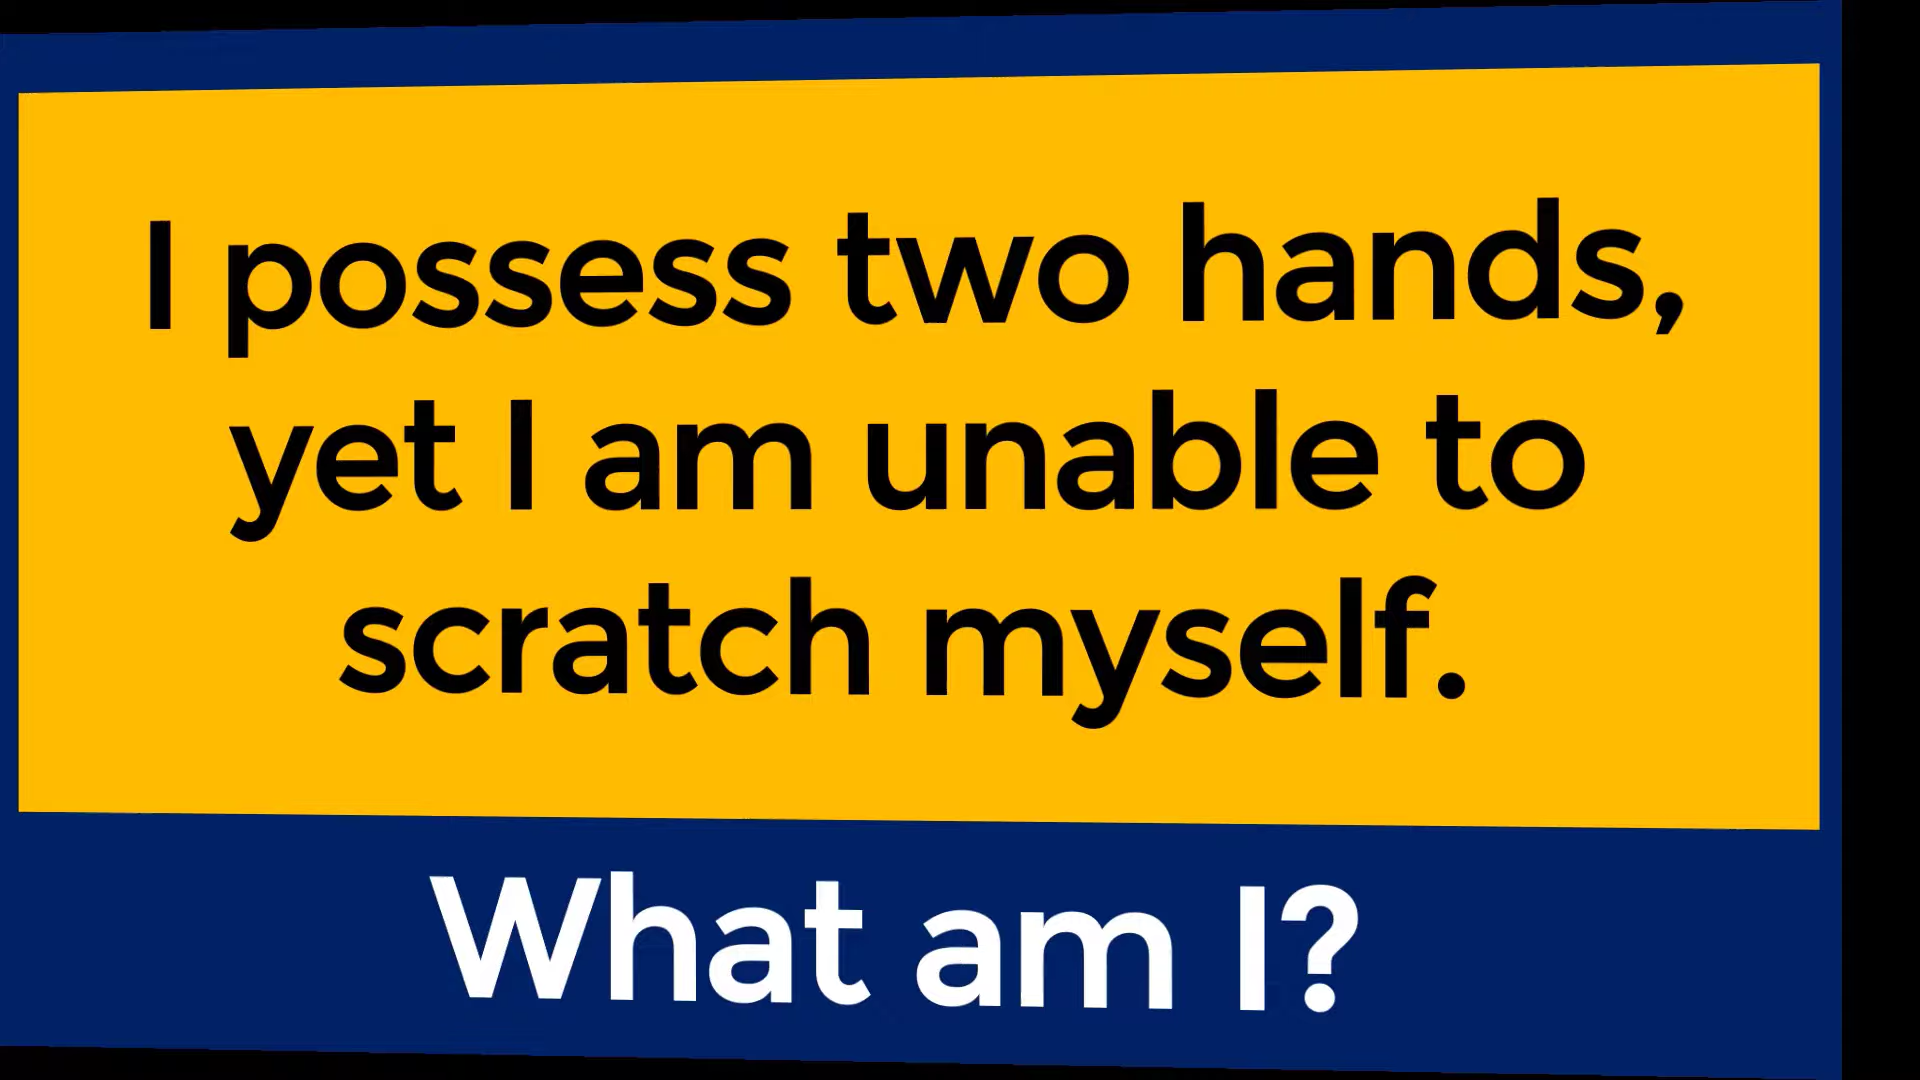 I possess two hands,
yet I am unable to
scratch myself.
What am I?